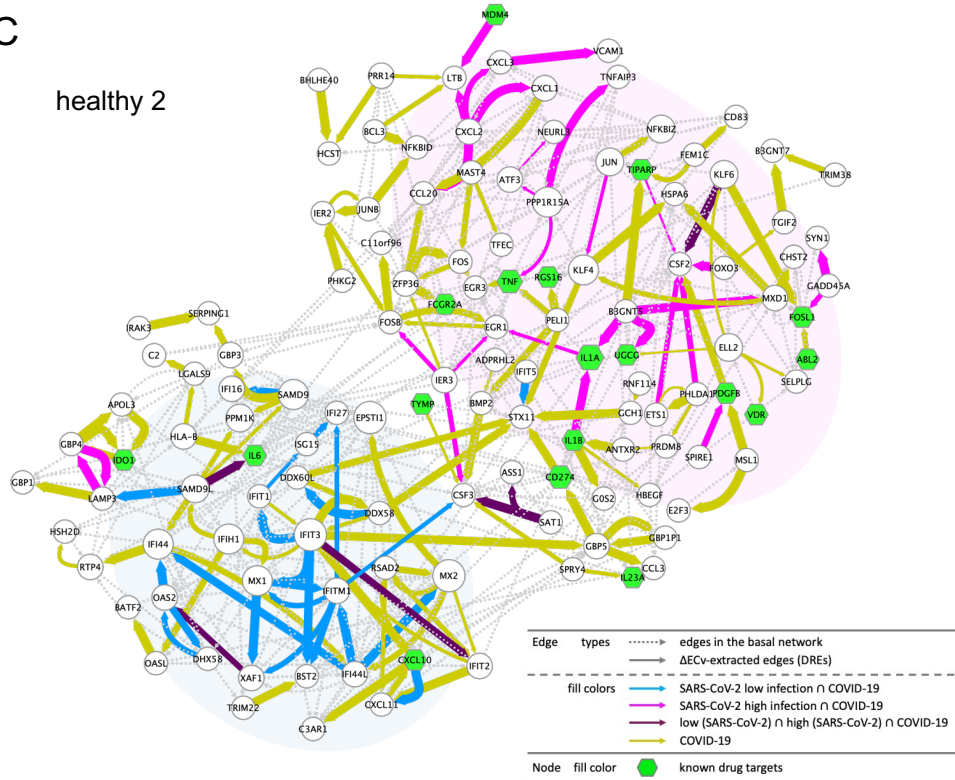 C
healthy 2
MDM4
CXCL3
VCAM1
BHLHE40
PRR14
LTB
CXCL1
TNFAIP3
BCL3
CXCL2
NEURL3
NFKBIZ
CD83
HCST
NFKBID
JUN
FEM1C
B3GNT7
MAST4
TIPARP
KLF6
TRIM38
CCL20
ATF3
HSPA6
IER2
JUNB
PPP1R15A
TGIF2
C11orf96
TFEC
SYN1
FOS
CSF2
FOXO3
CHST2
PHKG2
ZFP36
EGR3
TNF
RGS16
KLF4
GADD45A
FCGR2A
MXD1
SERPING1
FOSB
EGR1
PELI1
B3GNT5
FOSL1
IRAK3
C2
GBP3
ADPRHL2
IL1A
UGCG
ELL2
ABL2
LGALS9
IFI16
SAMD9
IER3
IFIT5
RNF114
SELPLG
APOL3
PPM1K
IFI27
EPSTI1
TYMP
BMP2
STX11
GCH1
ETS1
PHLDA1
PDGFB
VDR
GBP4
HLA-B
ISG15
IL1B
IDO1
IL6
ANTXR2
PRDM8
SPIRE1
MSL1
GBP1
LAMP3
SAMD9L
DDX60L
ASS1
CD274
IFIT1
CSF3
G0S2
HBEGF
E2F3
DDX58
SAT1
HSH2D
IFI44
IFIH1
IFIT3
GBP5
GBP1P1
RTP4
RSAD2
MX2
SPRY4
IL23A
CCL3
MX1
IFITM1
BATF2
OAS2
OASL
DHX58
XAF1
BST2
IFI44L
CXCL10
IFIT2
TRIM22
CXCL11
C3AR1
Edge types edges in the basal network
ΔECv-extracted edges (DREs)
fill colors SARS-CoV-2 low infection ∩ COVID-19
SARS-CoV-2 high infection ∩ COVID-19
low (SARS-CoV-2) ∩ high (SARS-CoV-2) ∩ COVID-19
COVID-19
Node fill color known drug targets